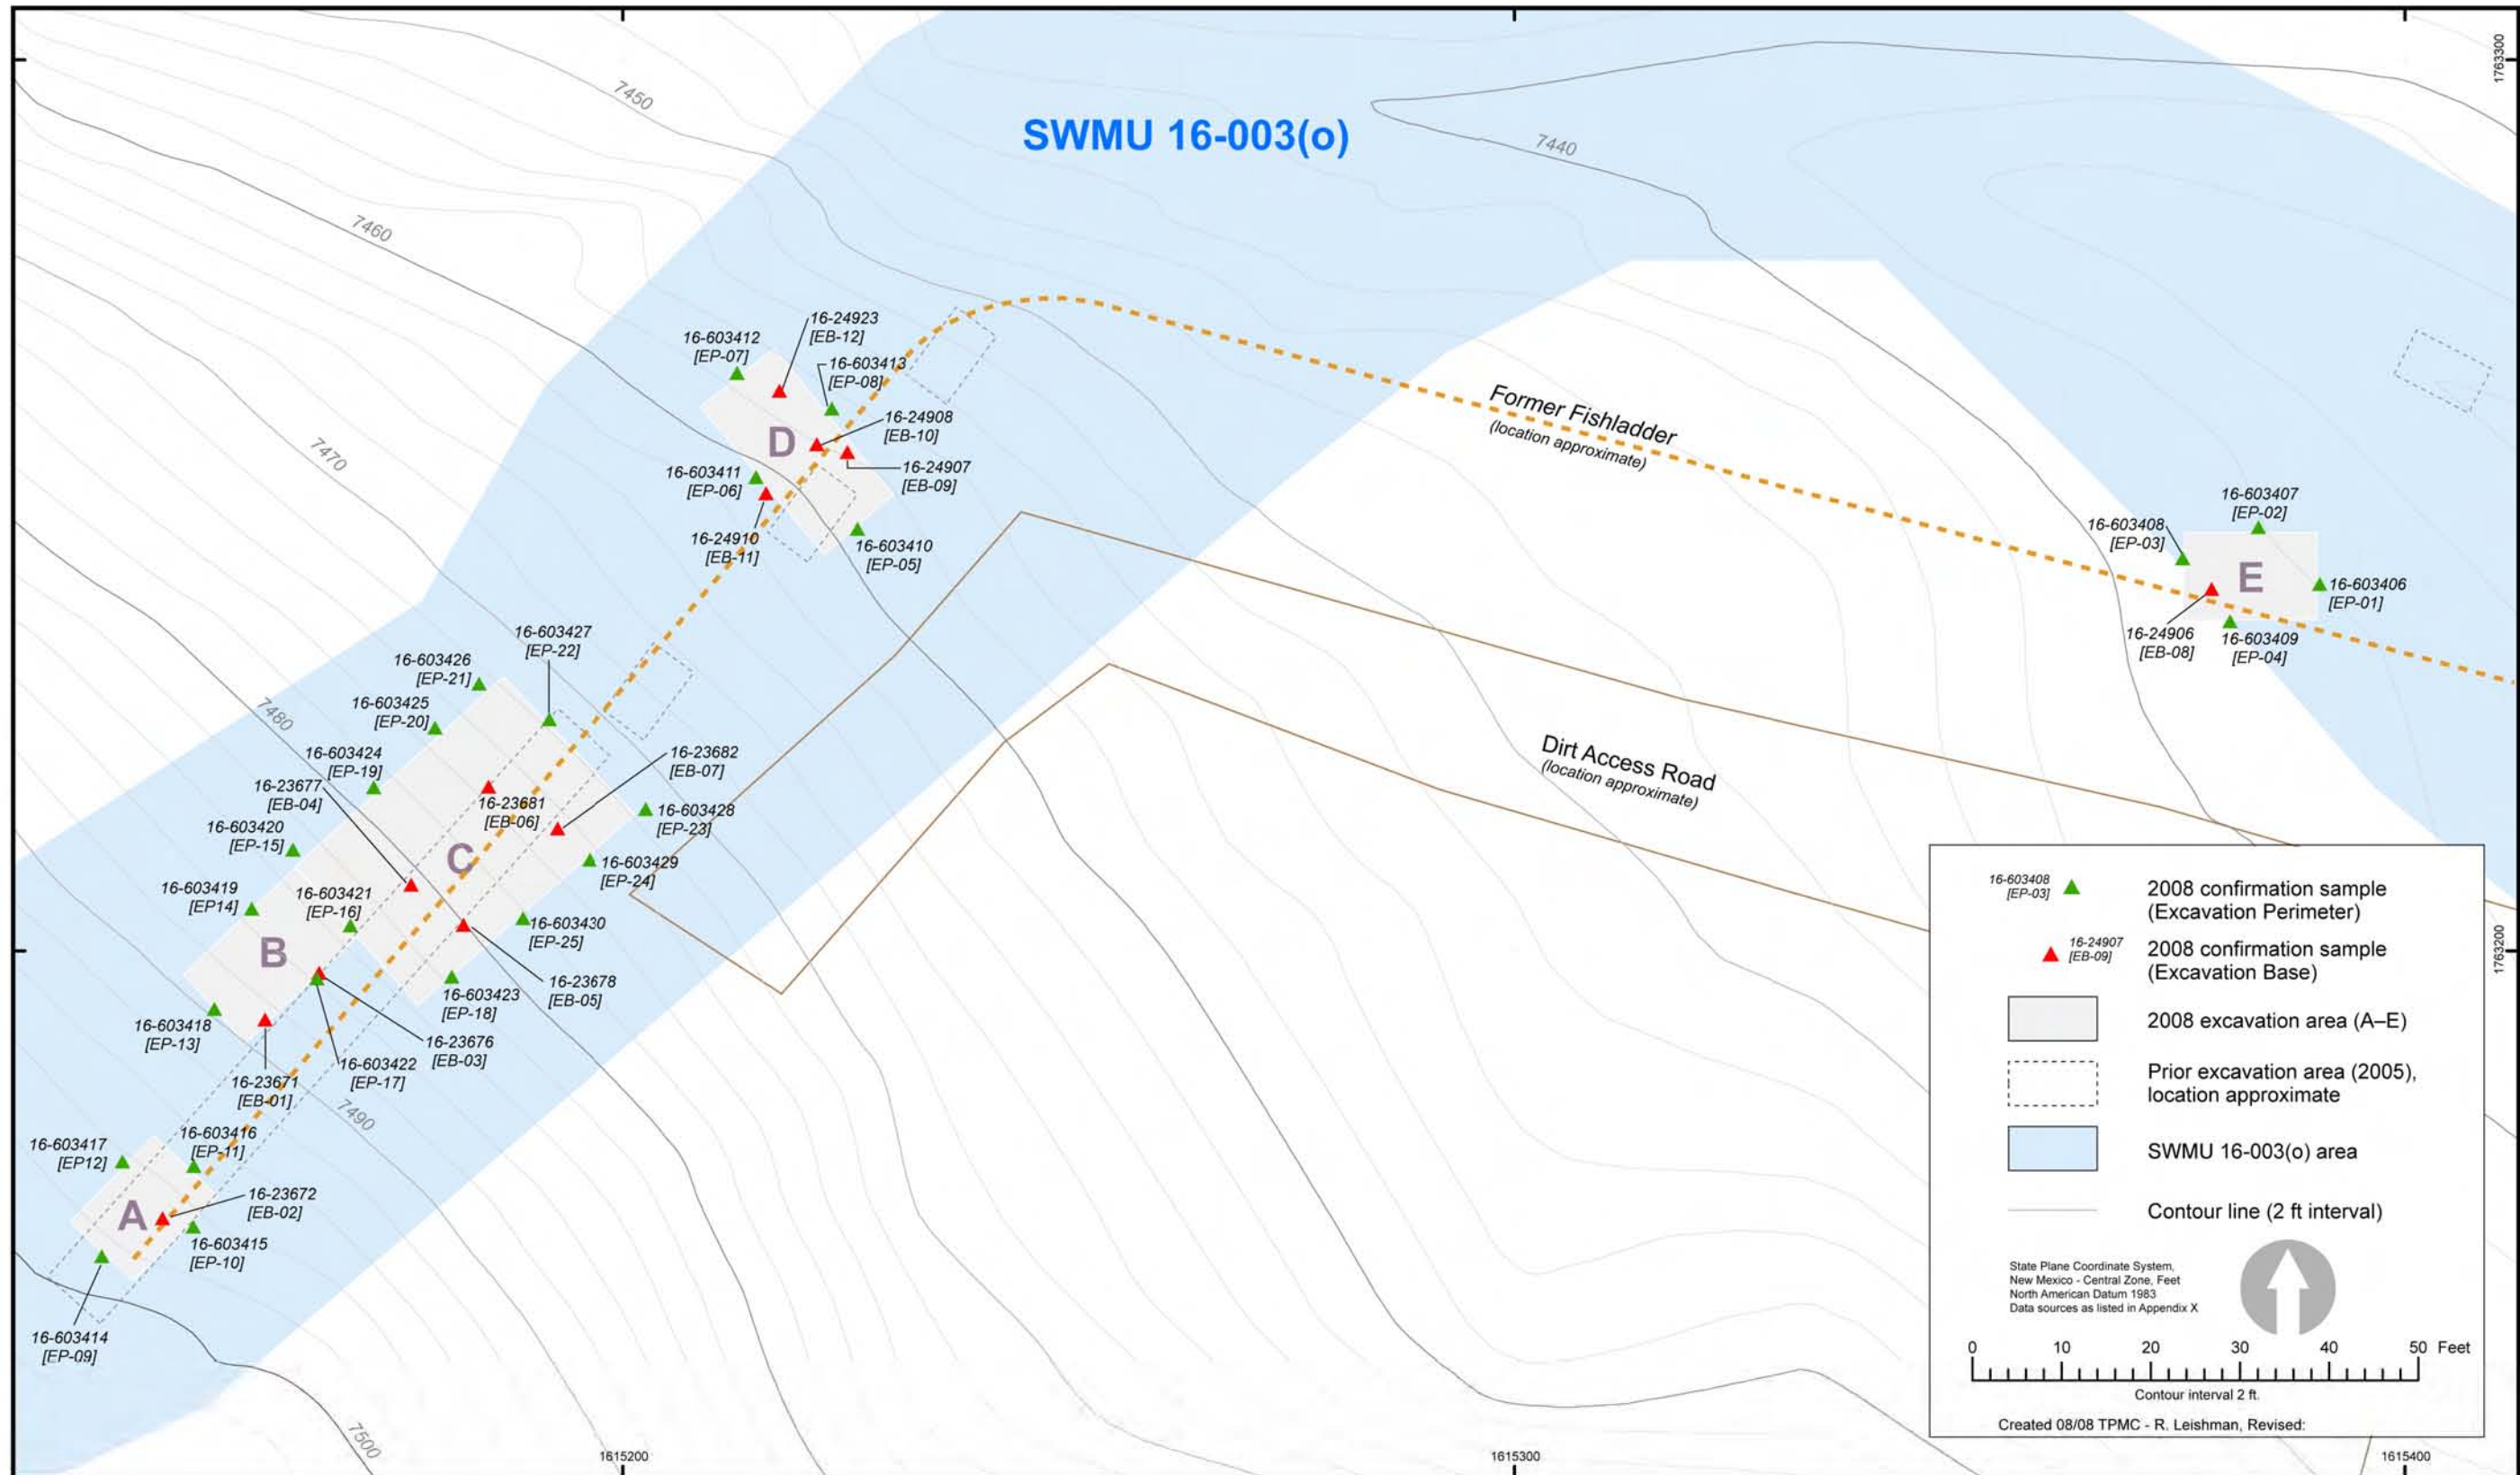 1763300
7450
SWMU 16-003(o)
7440
7460
16-24923
[EB-12]
16-603412
[EP-07]
16-603413
[EP-08]
Former Fishladder
(location approximate)
16-24908
[EB-10]
7470
16-603411
[EP-06]
16-24907
[EB-09]
D
16-24910
[EB-11]
16-603410
[EP-05]
16-603407
[EP-02]
16-603408
[EP-03]
E
16-603406
[EP-01]
16-24906
[EB-08]
16-603409
[EP-04]
16-603427
[EP-22]
16-603426
[EP-21]
16-603425
[EP-20]
7480
16-603424
[EP-19]
16-23677
[EB-04]
16-23682
[EB-07]
Dirt Access Road
(location approximate)
16-23681
[EB-06]
16-603428
[EP-23]
16-603420
[EP-15]
C
16-603429
[EP-24]
16-603419
[EP14]
16-603421
[EP-16]
16-603430
[EP-25]
B
16-23678
[EB-05]
16-603423
[EP-18]
16-603418
[EP-13]
16-23676
[EB-03]
16-603422
[EP-17]
16-23671
[EB-01]
7490
16-603417
[EP12]
16-603416
[EP-11]
A
16-23672
[EB-02]
16-603415
[EP-10]
16-603414
[EP-09]
7500
1763200
16-603408
[EP-03]
2008 confirmation sample
(Excavation Perimeter)
16-24907
[EB-09]
2008 confirmation sample
(Excavation Base)
2008 excavation area (A–E)
Prior excavation area (2005),
location approximate
SWMU 16-003(o) area
Contour line (2 ft interval)
State Plane Coordinate System,
New Mexico - Central Zone, Feet
North American Datum 1983
Data sources as listed in Appendix X
0 10 20 30 40 50 Feet
Contour interval 2 ft.
Created 08/08 TPMC - R. Leishman, Revised:
1615200
1615300
1615400